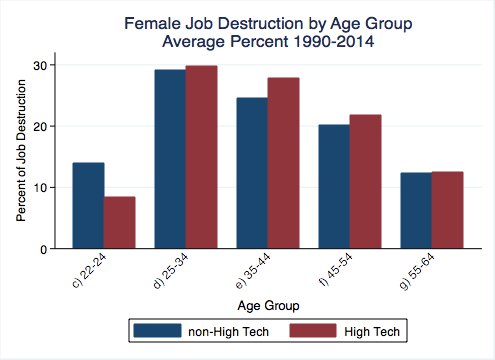 Female Job Destruction by Age Group
Average Percent 1990-2014
Percent of Job Destruction
30
20
10
0
c) 22-24
d) 25-34
e) 35-44
f) 45-54
g) 55-64
Age Group
non-High Tech
High Tech